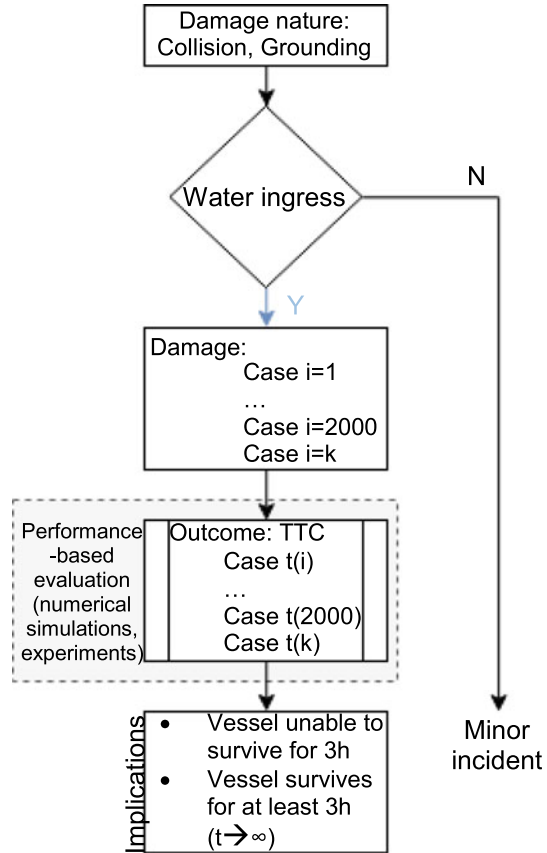 Damage nature:
Collision, Grounding
Water ingress
N
Y
Damage:
Case i=1
…
Case i=2000
Case i=k
Performance
-based
evaluation
(numerical
simulations,
experiments)
Outcome: TTC
Case t(i)
…
Case t(2000)
Case t(k)
Implications
• Vessel unable to
survive for 3h
• Vessel survives
for at least 3h
(t→∞)
Minor
incident